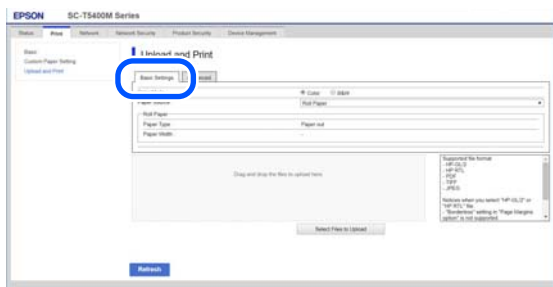 EPSON SC-T5400M Series
Status Print Network Network Security Product Security Device Management
Basic
Custom Paper Setting
Upload and Print
Upload and Print
Basic Settings
Color B&W
Roll Paper
Roll Paper
Paper Type Paper out
Paper Width -
Drag and drop the files to upload here.
Supported file format
- HP-GL/2
- HP RTL
- PDF
- TIFF
- JPEG
Notices when you select "HP-GL/2" or
"HP RTL" file.
- "Borderless" setting in "Page Margins
option" is not supported.
Select Files to Upload
Refresh